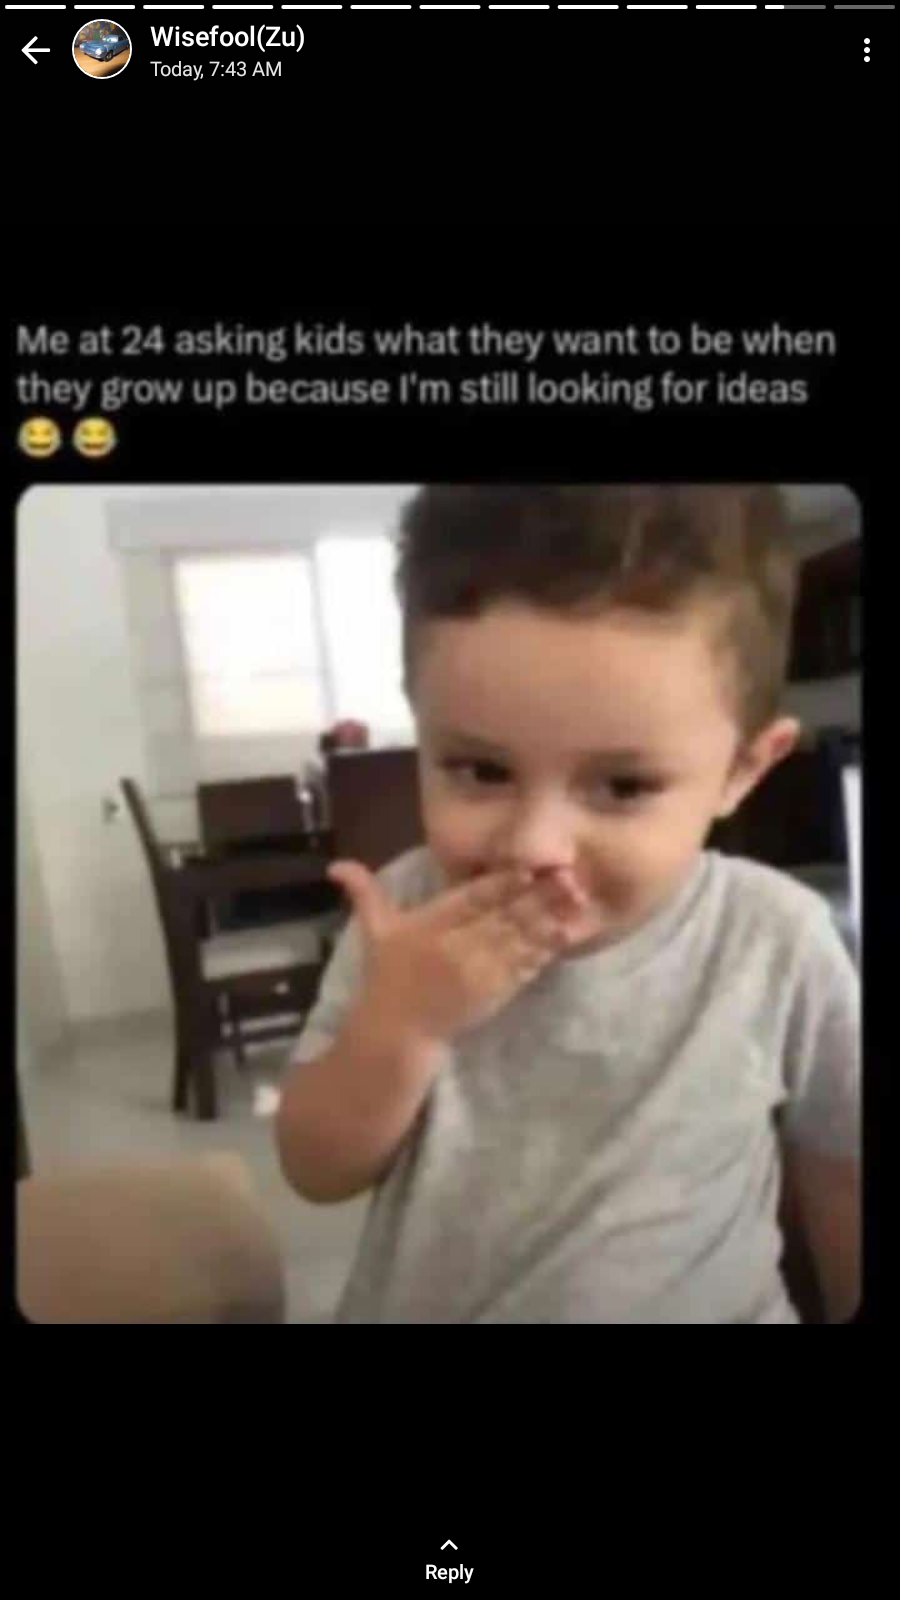 Wisefool(Zu)
Today, 7:43 AM
Me at 24 asking kids what they want to be when
they grow up because I'm still looking for ideas
😂 😂
Reply